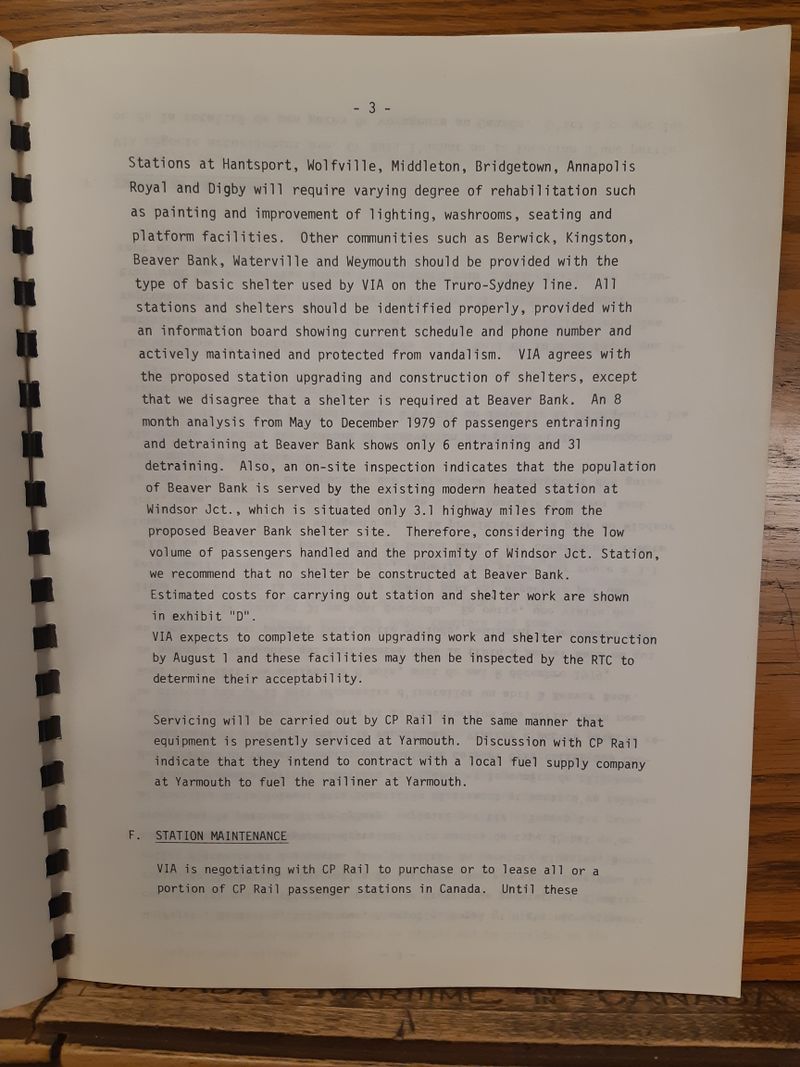 - 3 -
Stations at Hantsport, Wolfville, Middleton, Bridgetown, Annapolis
Royal and Digby will require varying degree of rehabilitation such
as painting and improvement of lighting, washrooms, seating and
platform facilities. Other communities such as Berwick, Kingston,
Beaver Bank, Waterville and Weymouth should be provided with the
type of basic shelter used by VIA on the Truro-Sydney line. All
stations and shelters should be identified properly, provided with
an information board showing current schedule and phone number and
actively maintained and protected from vandalism. VIA agrees with
the proposed station upgrading and construction of shelters, except
that we disagree that a shelter is required at Beaver Bank. An 8
month analysis from May to December 1979 of passengers entraining
and detraining at Beaver Bank shows only 6 entraining and 31
detraining. Also, an on-site inspection indicates that the population
of Beaver Bank is served by the existing modern heated station at
Windsor Jct., which is situated only 3.1 highway miles from the
proposed Beaver Bank shelter site. Therefore, considering the low
volume of passengers handled and the proximity of Windsor Jct. Station,
we recommend that no shelter be constructed at Beaver Bank.
Estimated costs for carrying out station and shelter work are shown
in exhibit "D".
VIA expects to complete station upgrading work and shelter construction
by August 1 and these facilities may then be inspected by the RTC to
determine their acceptability.
Servicing will be carried out by CP Rail in the same manner that
equipment is presently serviced at Yarmouth. Discussion with CP Rail
indicate that they intend to contract with a local fuel supply company
at Yarmouth to fuel the railiner at Yarmouth.
F. STATION MAINTENANCE
VIA is negotiating with CP Rail to purchase or to lease all or a
portion of CP Rail passenger stations in Canada. Until these
CANADA MARITIME IN CANADA